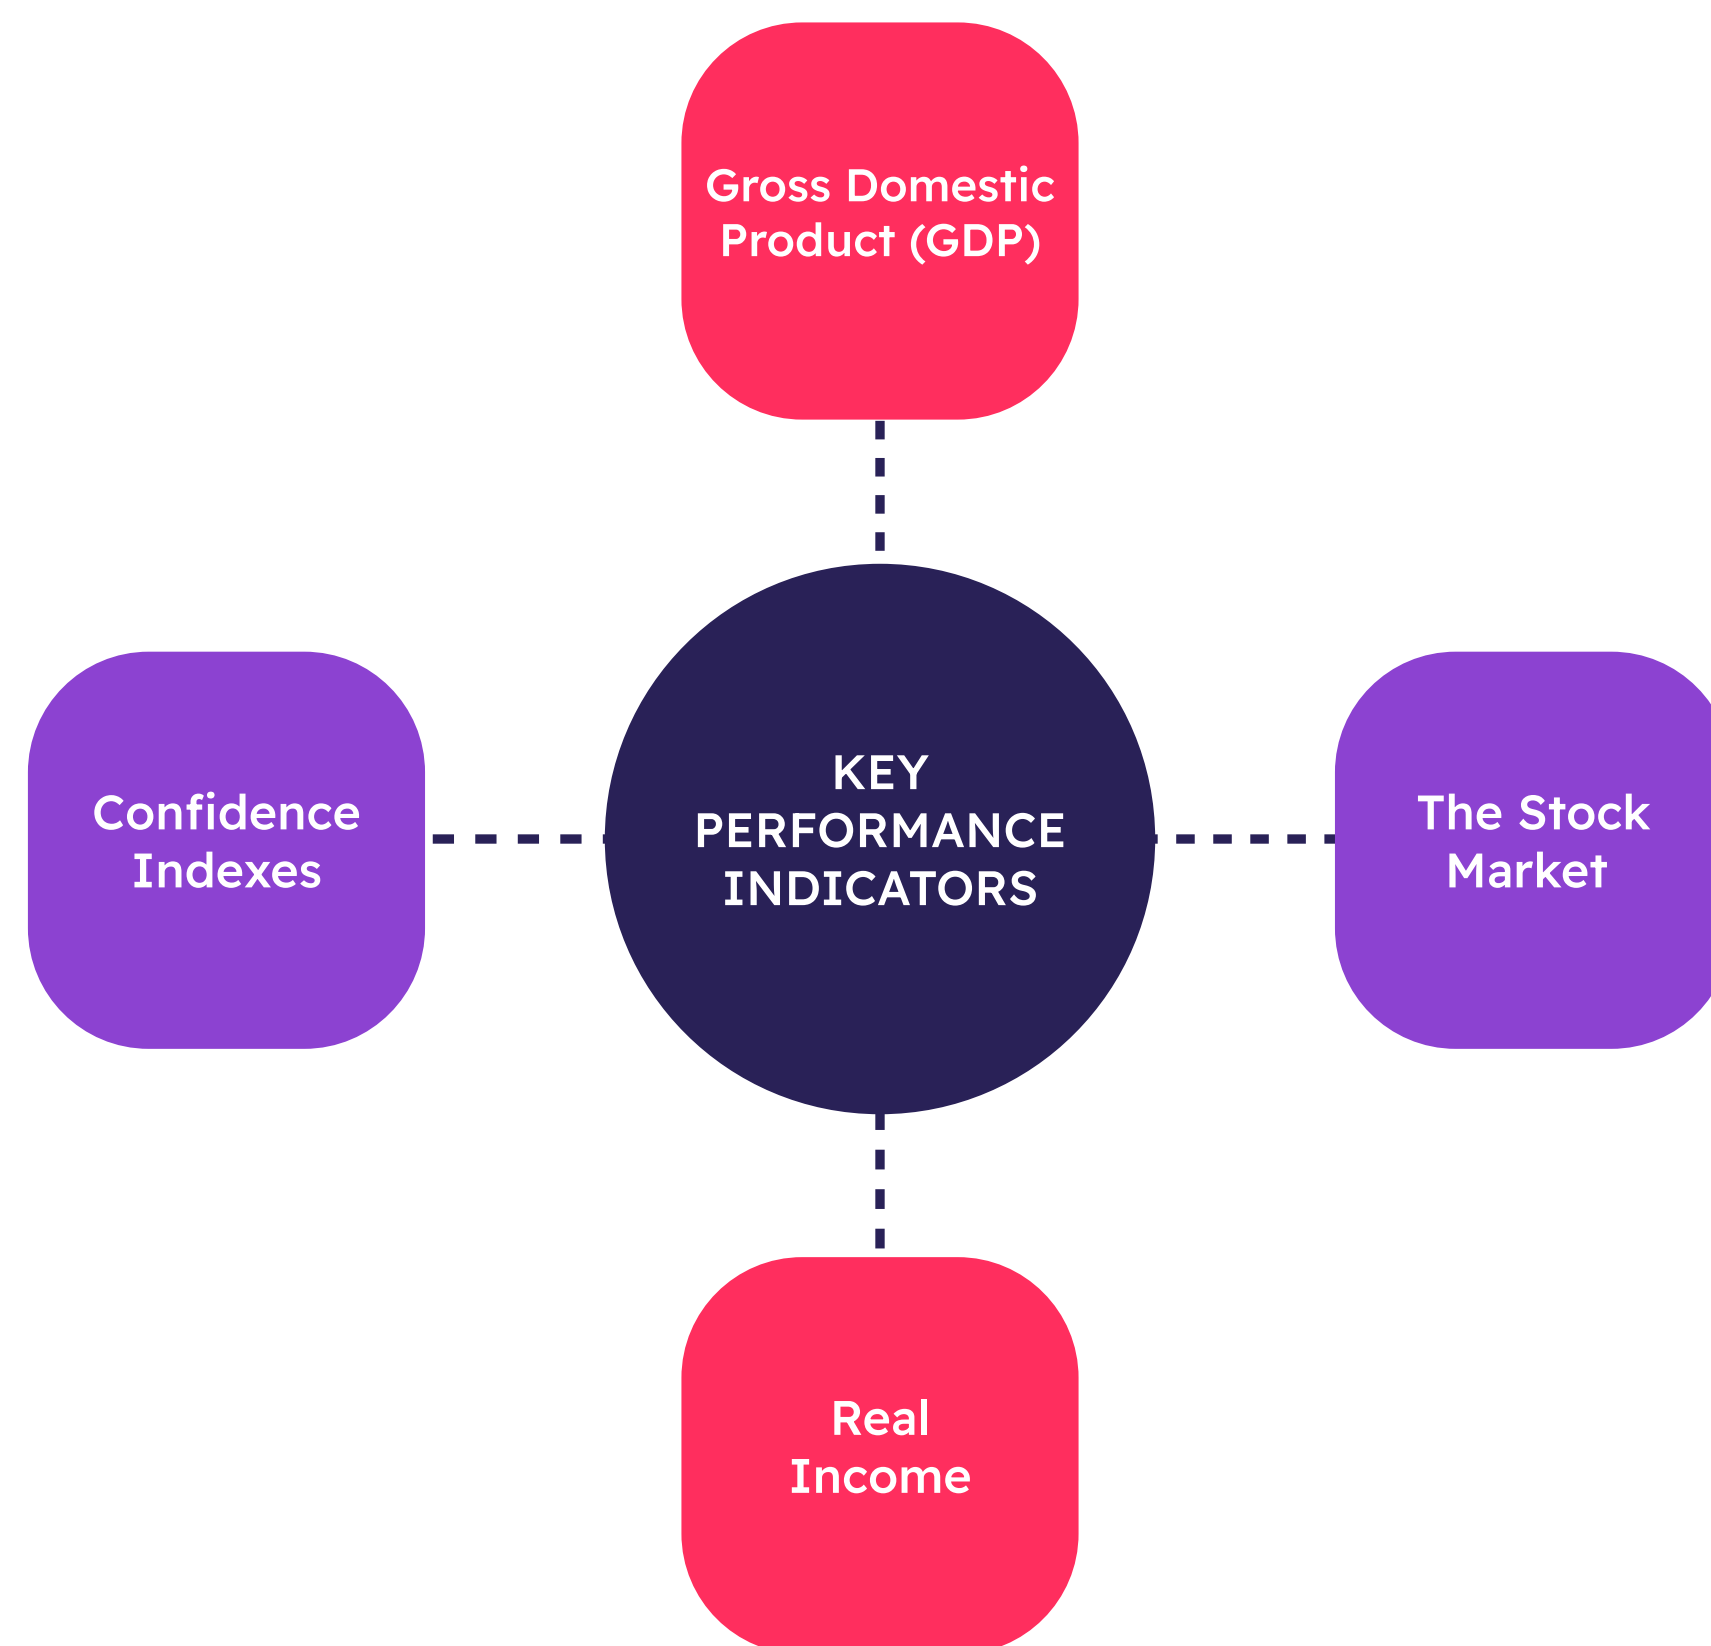 Gross Domestic
Product (GDP)
KEY
PERFORMANCE
INDICATORS
Confidence
Indexes
The Stock
Market
Real
Income